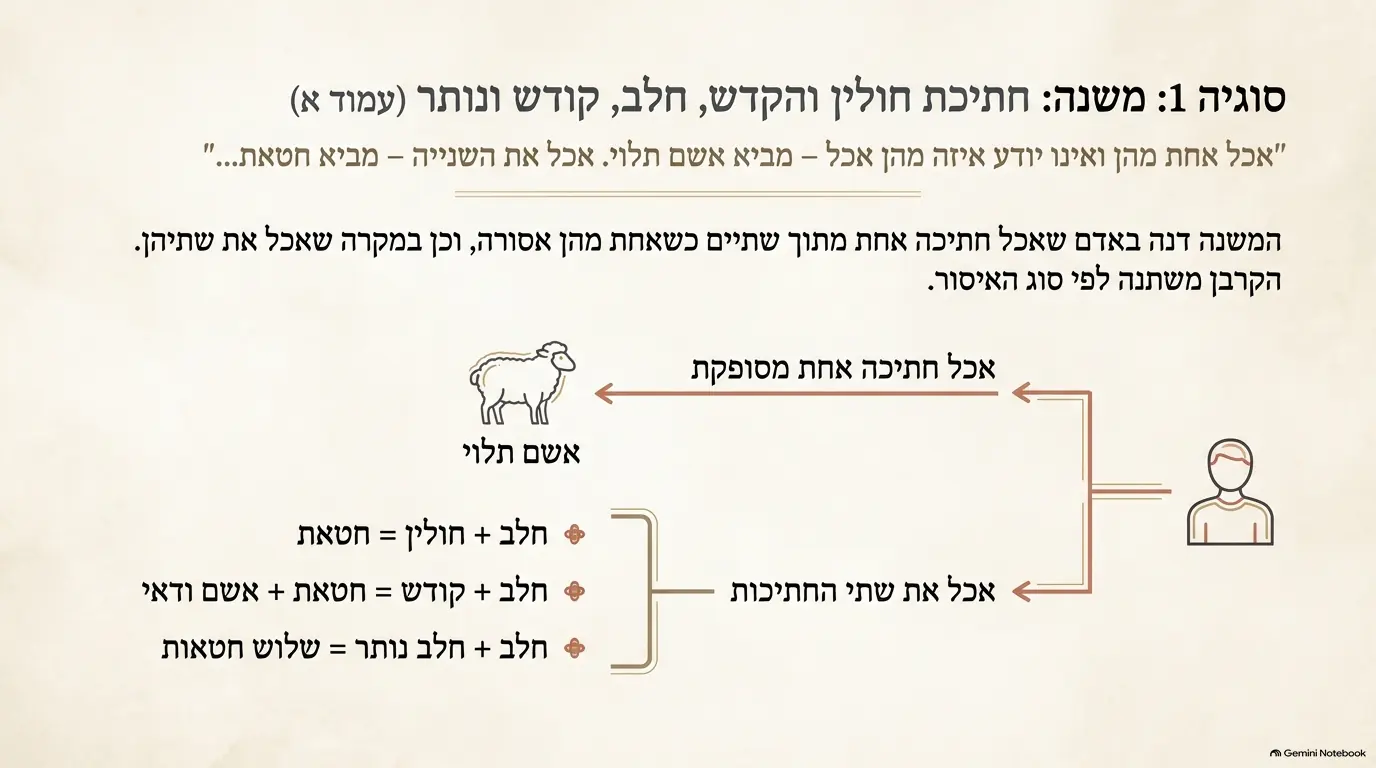 סוגיה 1: משנה: חתיכת חולין והקדש, חלב, קודש ונותר (עמוד א)
"אכל אחת מהן ואינו יודע איזה מהן אכל – מביא אשם תלוי. אכל את השנייה – מביא חטאת..."
המשנה דנה באדם שאכל חתיכה אחת מתוך שתיים כשאחת מהן אסורה, וכן במקרה שאכל את שתיהן.
הקרבן משתנה לפי סוג האיסור.
אכל חתיכה אחת מסופקת
אשם תלוי
אכל את שתי החתיכות
חלב + חולין = חטאת
חלב + קודש = חטאת + אשם ודאי
חלב + חלב נותר = שלוש חטאות
Gemini Notebook